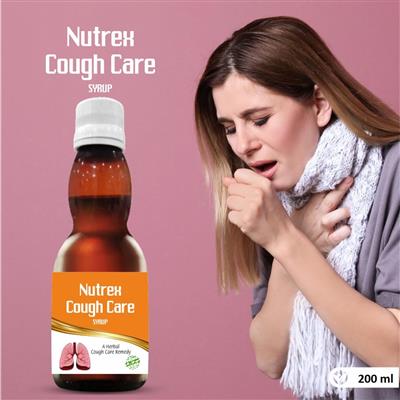 Nutrex
Cough Care
SYRUP
Nutrex
Cough Care
SYRUP
A Herbal
Cough Care Remedy
200 ml